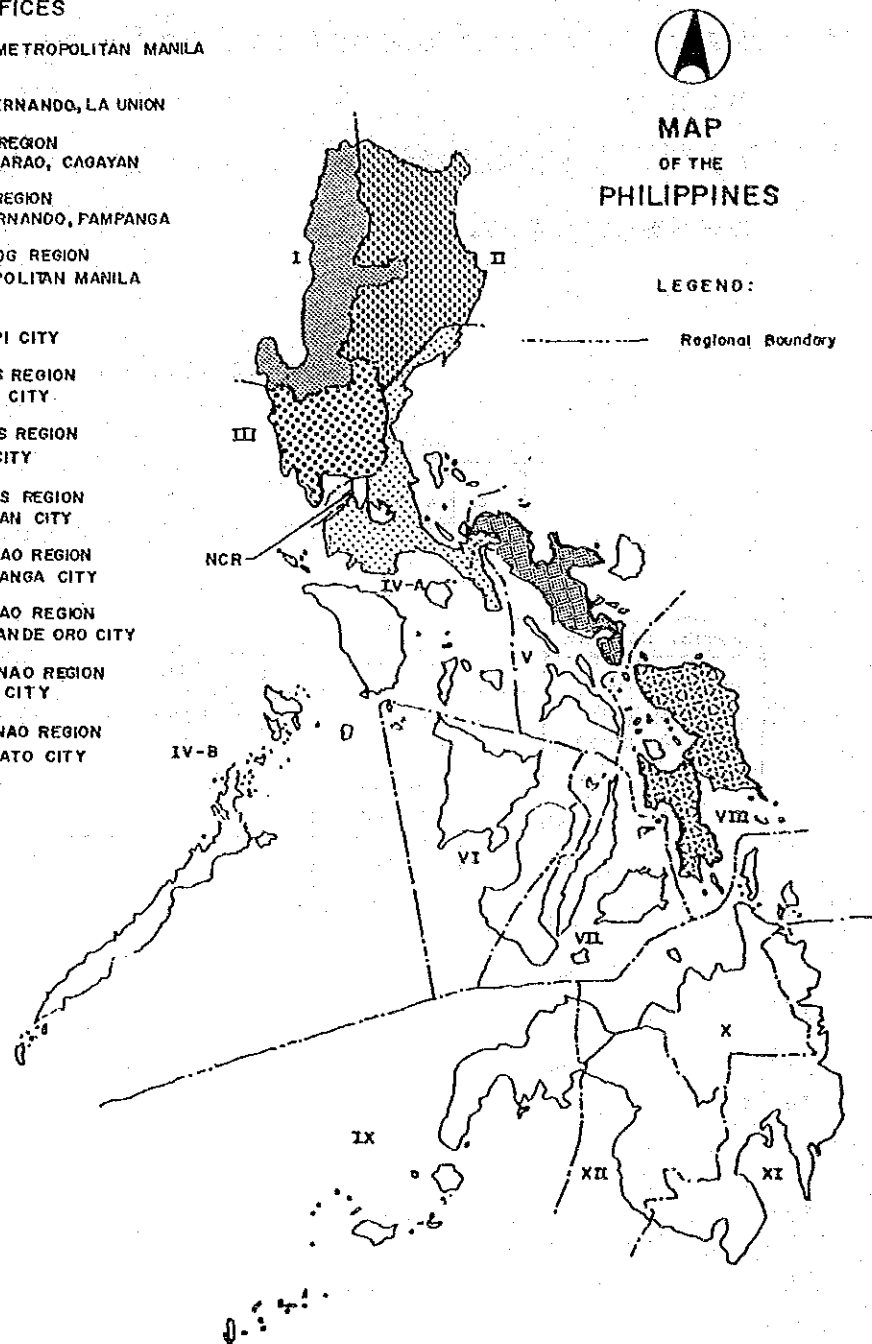 FICES
METROPOLITAN MANILA
ERNANDO, LA UNION
REGION
ARAO, CAGAYAN
REGION
RNANDO, PAMPANGA
OG REGION
POLITAN MANILA
PI CITY
S REGION
CITY
S REGION
CITY
S REGION
AN CITY
AO REGION
ANGA CITY
AO REGION
AN DE ORO CITY
NAO REGION
CITY
NAO REGION
ATO CITY
MAP
OF THE
PHILIPPINES
LEGEND:
Regional Boundary
I
II
III
NCR
IV-A
V
IV-B
VIII
VI
VII
X
IX
XII
XI